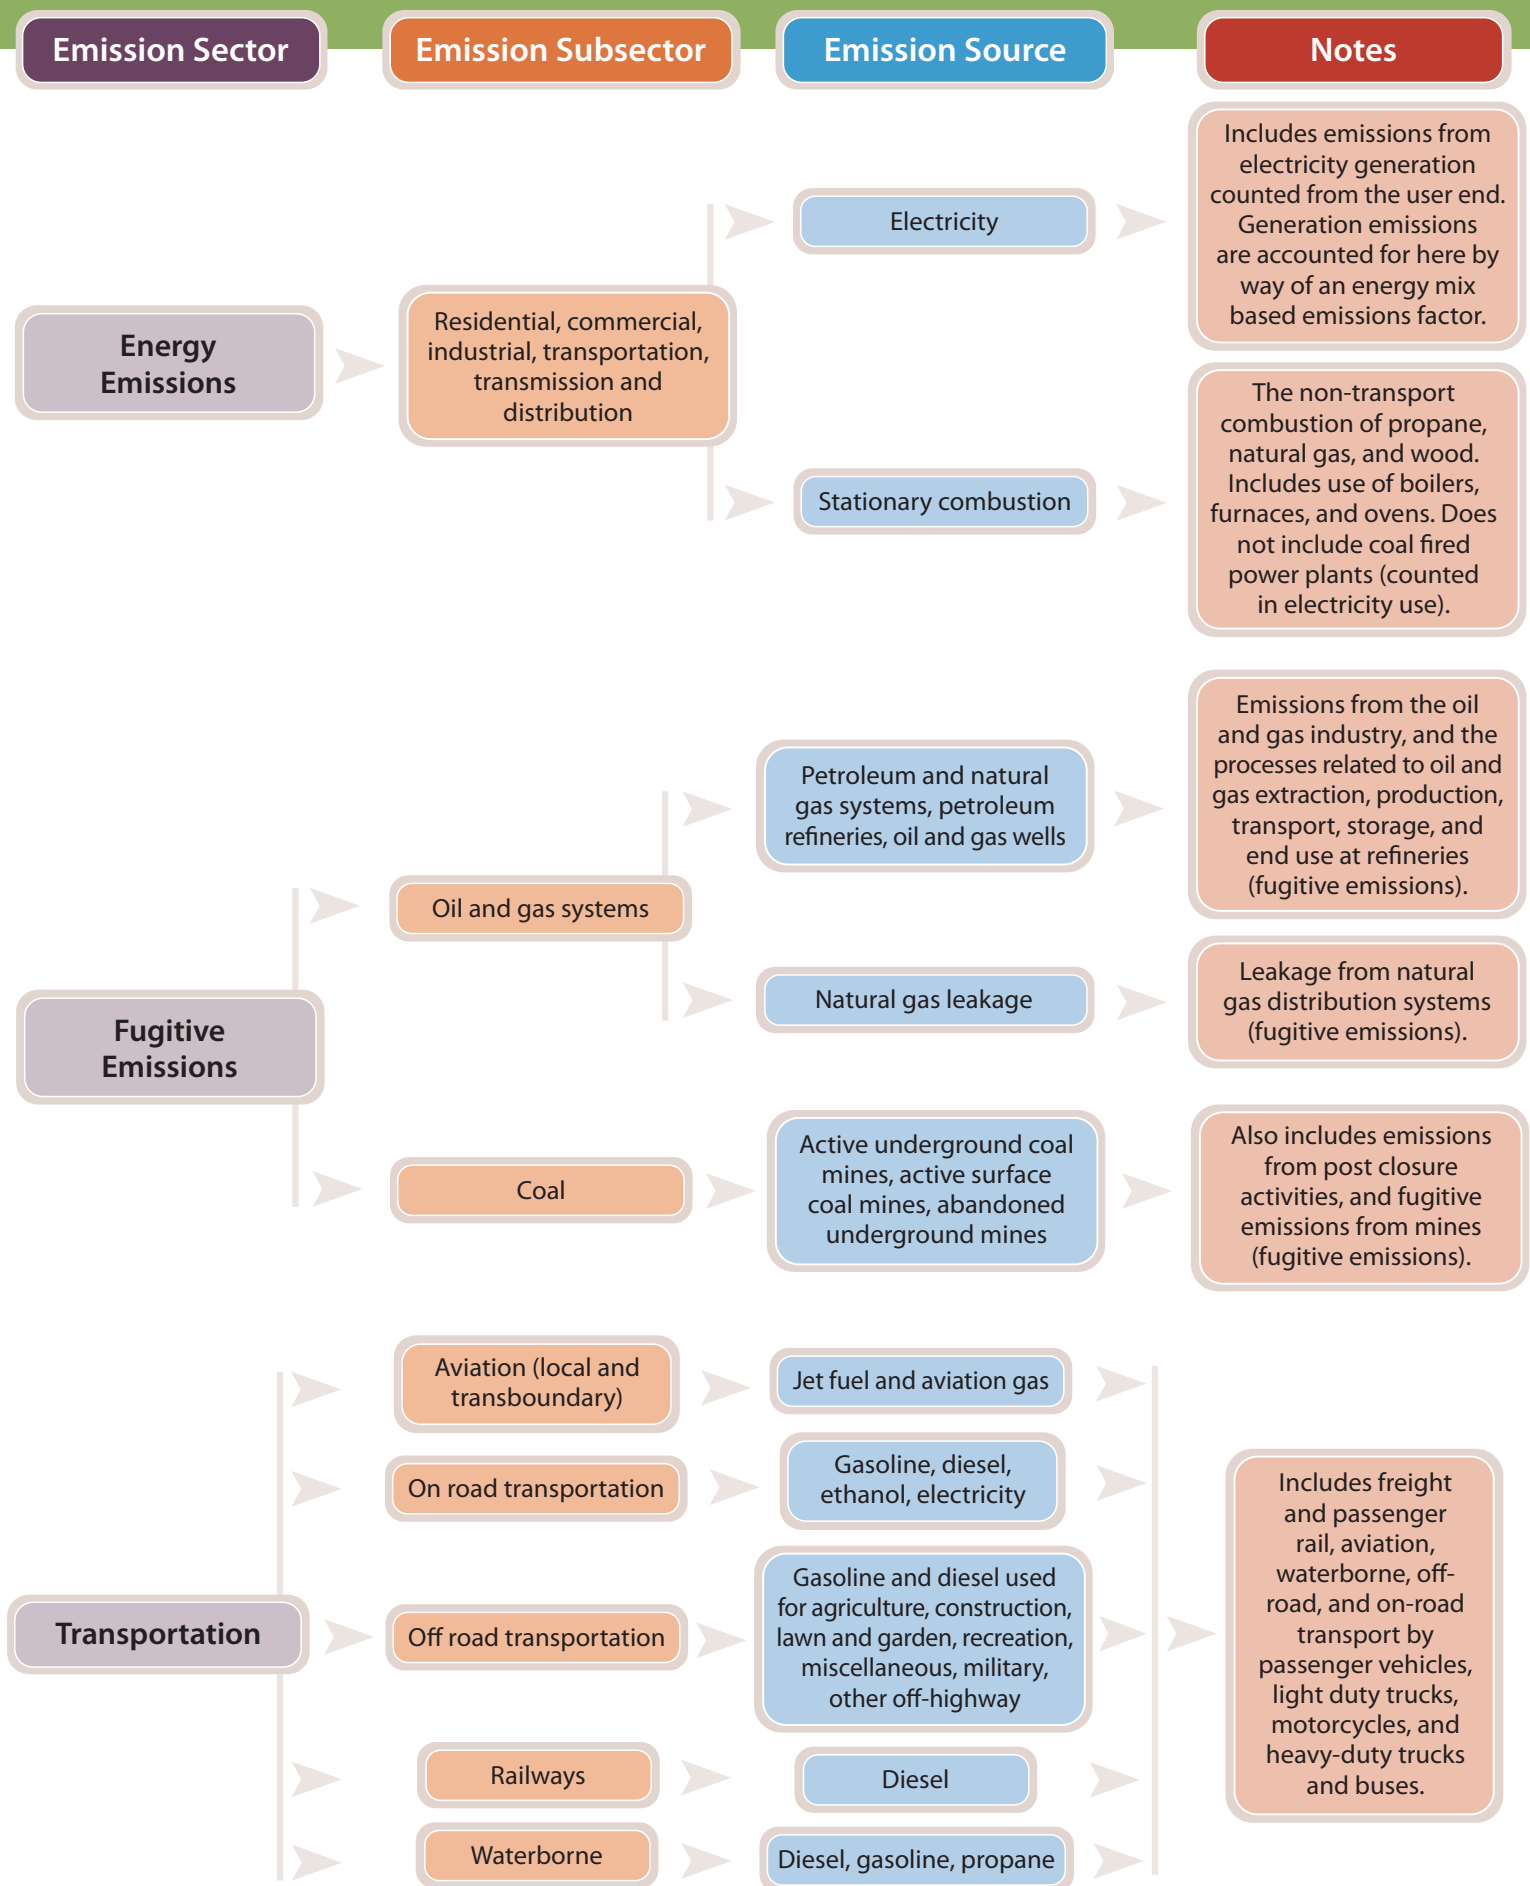 Emission Sector
Emission Subsector
Emission Source
Notes
Energy
Emissions
Residential, commercial,
industrial, transportation,
transmission and
distribution
Electricity
Includes emissions from
electricity generation
counted from the user end.
Generation emissions
are accounted for here by
way of an energy mix
based emissions factor.
Stationary combustion
The non-transport
combustion of propane,
natural gas, and wood.
Includes use of boilers,
furnaces, and ovens. Does
not include coal fired
power plants (counted
in electricity use).
Fugitive
Emissions
Oil and gas systems
Petroleum and natural
gas systems, petroleum
refineries, oil and gas wells
Emissions from the oil
and gas industry, and the
processes related to oil and
gas extraction, production,
transport, storage, and
end use at refineries
(fugitive emissions).
Natural gas leakage
Leakage from natural
gas distribution systems
(fugitive emissions).
Coal
Active underground coal
mines, active surface
coal mines, abandoned
underground mines
Also includes emissions
from post closure
activities, and fugitive
emissions from mines
(fugitive emissions).
Transportation
Aviation (local and
transboundary)
Jet fuel and aviation gas
On road transportation
Gasoline, diesel,
ethanol, electricity
Off road transportation
Gasoline and diesel used
for agriculture, construction,
lawn and garden, recreation,
miscellaneous, military,
other off-highway
Railways
Diesel
Waterborne
Diesel, gasoline, propane
Includes freight
and passenger
rail, aviation,
waterborne, off-
road, and on-road
transport by
passenger vehicles,
light duty trucks,
motorcycles, and
heavy-duty trucks
and buses.